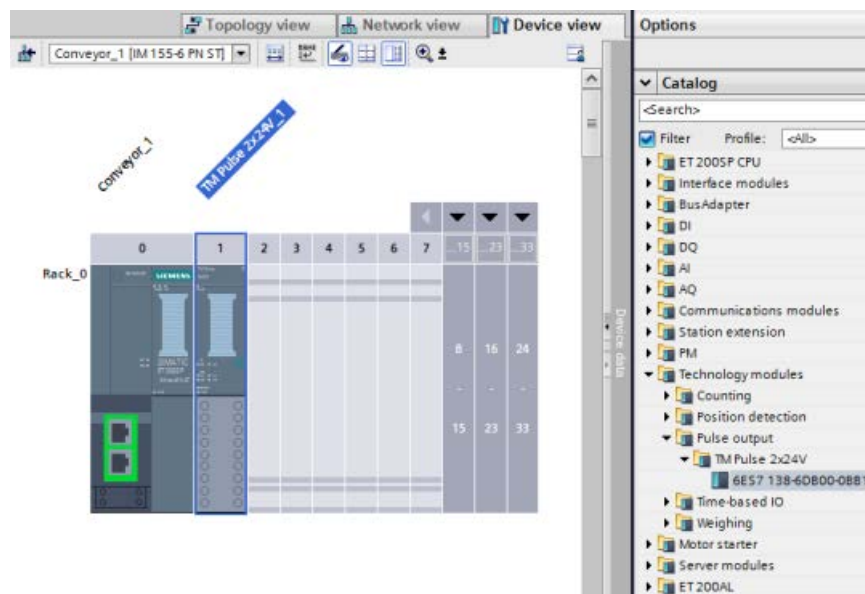 Topology view
Network view
Device view
Options
Conveyor_1 [IM 155-6 PN ST]
Catalog
<Search>
Filter
Profile:
<All>
Conveyor_1
TM Pulse 2x24V_1
0
1
2
3
4
5
6
7
...15
...23
...33
Rack_0
SIEMENS
SIMATIC
ET200SP
8
16
24
-
-
-
15
23
33
Device data
ET 200SP CPU
Interface modules
BusAdapter
DI
DQ
AI
AQ
Communications modules
Station extension
PM
Technology modules
Counting
Position detection
Pulse output
TM Pulse 2x24V
6ES7 138-6DB00-0BB1
Time-based IO
Weighing
Motor starter
Server modules
ET 200AL